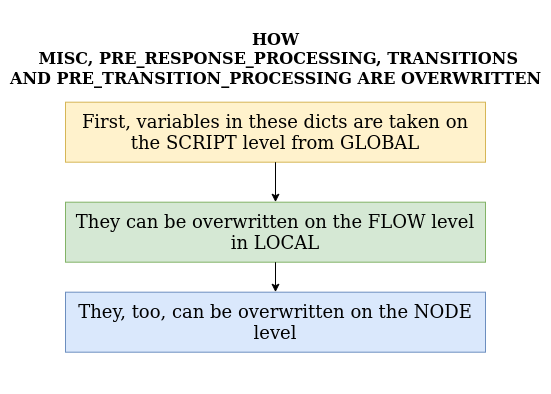 HOW
MISC, PRE_RESPONSE_PROCESSING, TRANSITIONS
AND PRE_TRANSITION_PROCESSING ARE OVERWRITTEN
First, variables in these dicts are taken on
the SCRIPT level from GLOBAL
They can be overwritten on the FLOW level
in LOCAL
They, too, can be overwritten on the NODE
level